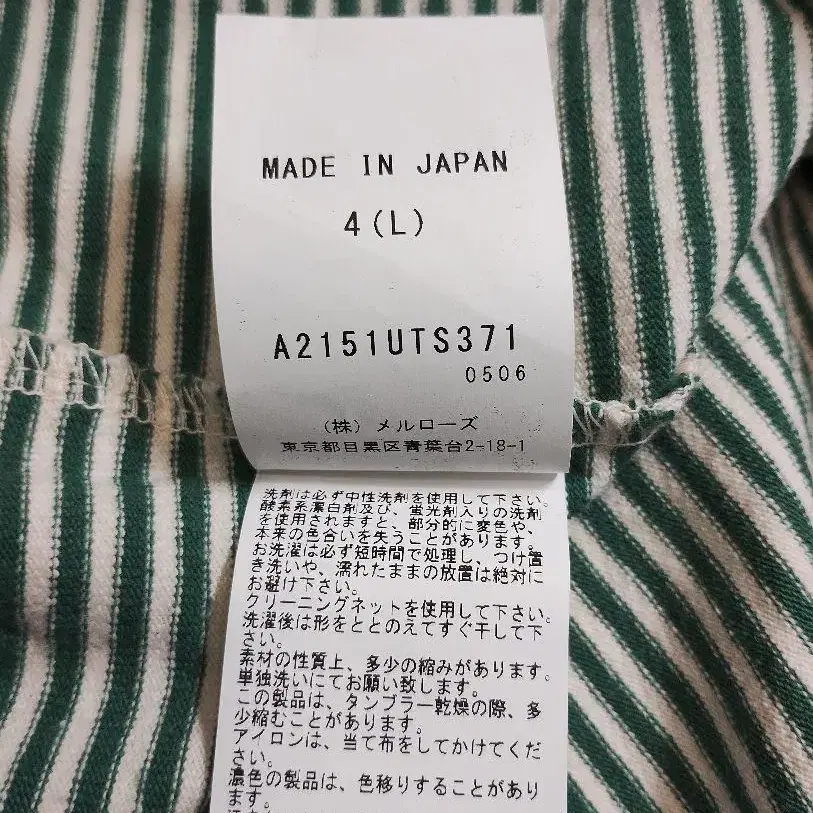 MADE IN JAPAN
4(L)
A2151UTS371
0506
(株) メルローズ
東京都目黒区青葉台2-18-1
洗剤は必ず中性洗剤を使用して下さい。
酸素系漂白剤及び、蛍光剤入りの洗剤
を使用されますと、部分的に変色や、
本来の色合いを失うことがあります。
お洗濯は必ず短時間で処理し、つけ置
き洗いや、濡れたままの放置は絶対に
お避け下さい。
クリーニングネットを使用して下さい。
洗濯後は形をととのえてすぐ干して下
さい。
素材の性質上、多少の縮みがあります。
単独洗いにてお願い致します。
この製品は、タンブラー乾燥の際、多
少縮むことがあります。
アイロンは、当て布をしてかけてくだ
さい。
濃色の製品は、色移りすることがあり
ます。